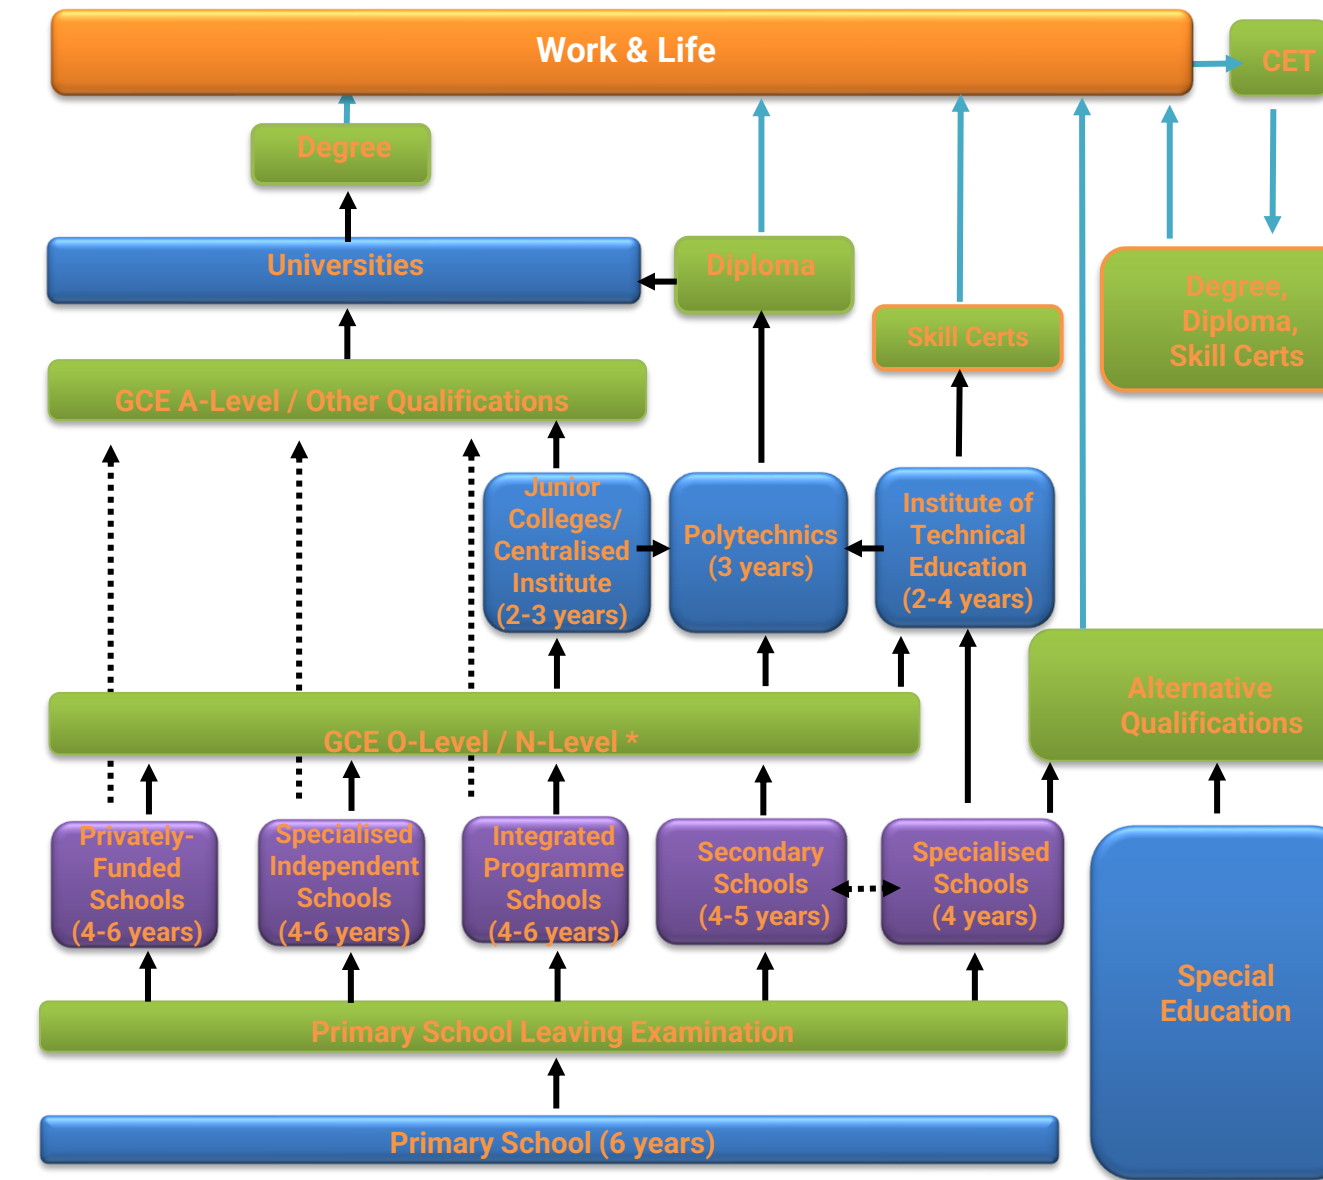 Work & Life
CET
Degree
Universities
Diploma
Degree,
Diploma,
Skill Certs
Skill Certs
GCE A-Level / Other Qualifications
Junior
Colleges/
Centralised
Institute
(2-3 years)
Polytechnics
(3 years)
Institute of
Technical
Education
(2-4 years)
Alternative
Qualifications
GCE O-Level / N-Level *
Privately-
Funded
Schools
(4-6 years)
Specialised
Independent
Schools
(4-6 years)
Integrated
Programme
Schools
(4-6 years)
Secondary
Schools
(4-5 years)
Specialised
Schools
(4 years)
Special
Education
Primary School Leaving Examination
Primary School (6 years)